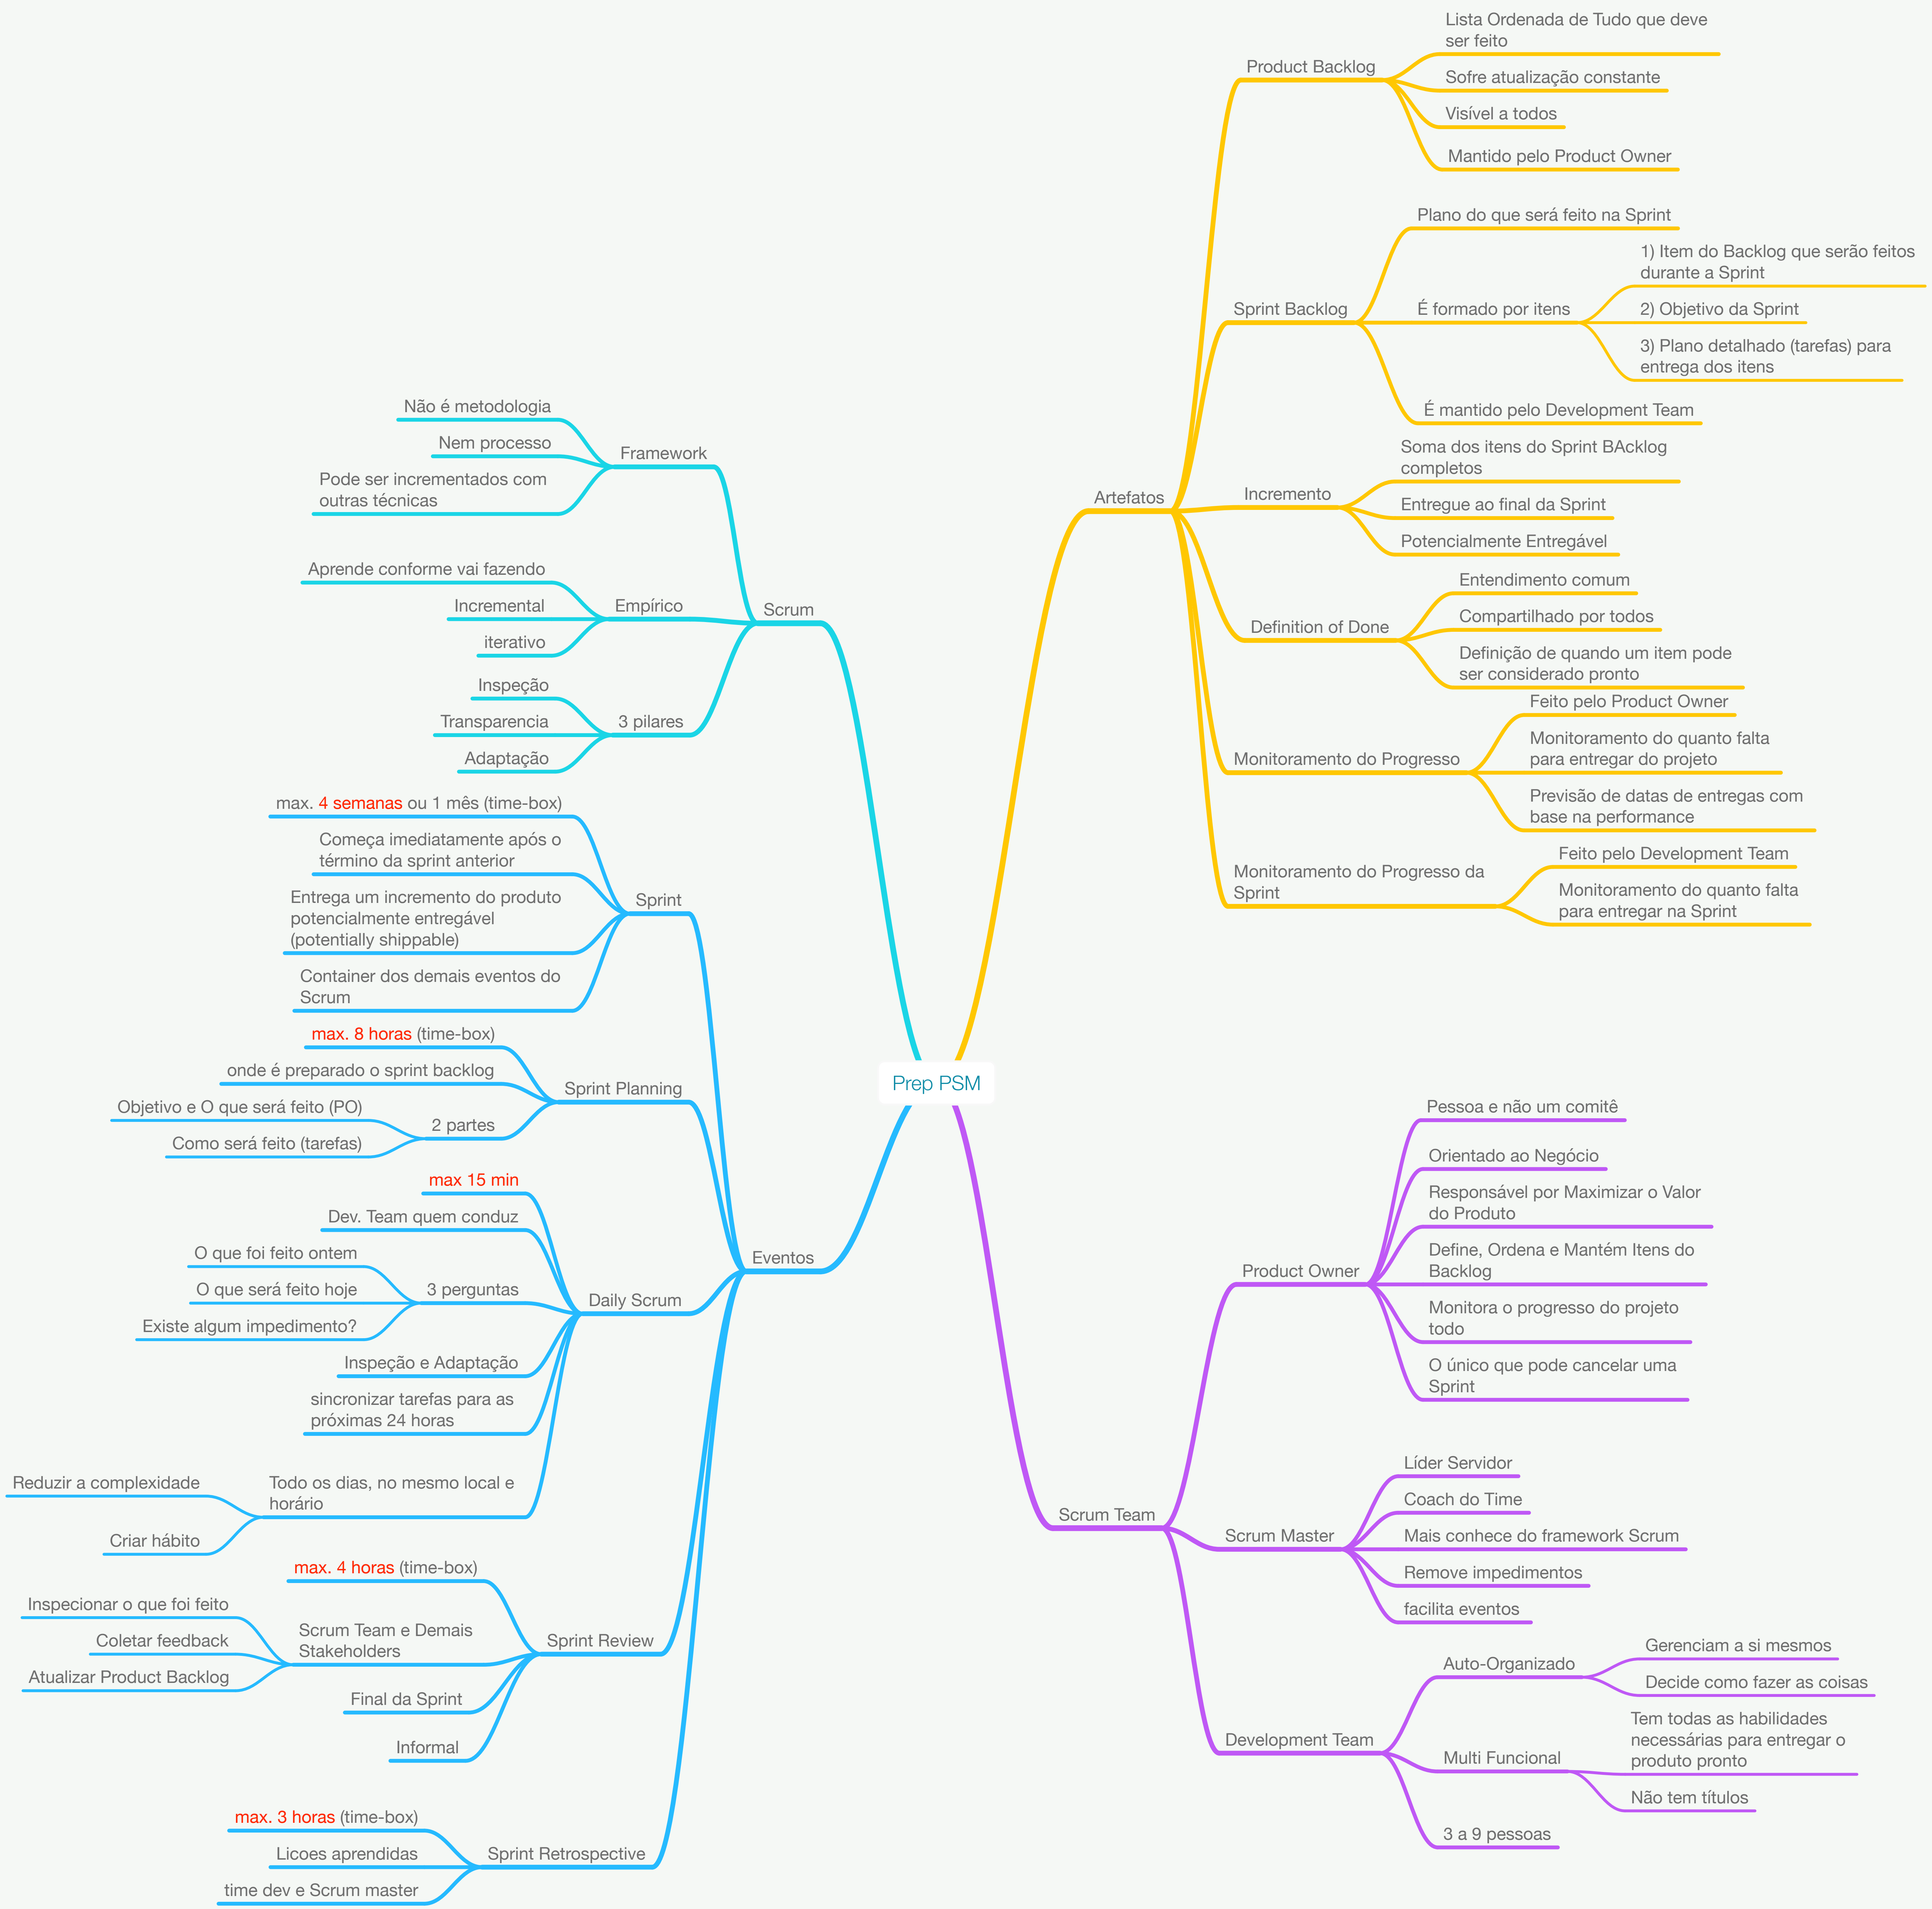 Prep PSM
Scrum
Framework
Não é metodologia
Nem processo
Pode ser incrementados com
outras técnicas
Empírico
Aprende conforme vai fazendo
Incremental
iterativo
3 pilares
Inspeção
Transparencia
Adaptação
Eventos
Sprint
max. 4 semanas ou 1 mês (time-box)
Começa imediatamente após o
término da sprint anterior
Entrega um incremento do produto
potencialmente entregável
(potentially shippable)
Container dos demais eventos do
Scrum
Sprint Planning
max. 8 horas (time-box)
onde é preparado o sprint backlog
2 partes
Objetivo e O que será feito (PO)
Como será feito (tarefas)
Daily Scrum
max 15 min
Dev. Team quem conduz
3 perguntas
O que foi feito ontem
O que será feito hoje
Existe algum impedimento?
Inspeção e Adaptação
sincronizar tarefas para as
próximas 24 horas
Todo os dias, no mesmo local e
horário
Reduzir a complexidade
Criar hábito
Sprint Review
max. 4 horas (time-box)
Scrum Team e Demais
Stakeholders
Inspecionar o que foi feito
Coletar feedback
Atualizar Product Backlog
Final da Sprint
Informal
Sprint Retrospective
max. 3 horas (time-box)
Licoes aprendidas
time dev e Scrum master
Artefatos
Product Backlog
Lista Ordenada de Tudo que deve
ser feito
Sofre atualização constante
Visível a todos
Mantido pelo Product Owner
Sprint Backlog
Plano do que será feito na Sprint
É formado por itens
1) Item do Backlog que serão feitos
durante a Sprint
2) Objetivo da Sprint
3) Plano detalhado (tarefas) para
entrega dos itens
É mantido pelo Development Team
Incremento
Soma dos itens do Sprint BAcklog
completos
Entregue ao final da Sprint
Potencialmente Entregável
Definition of Done
Entendimento comum
Compartilhado por todos
Definição de quando um item pode
ser considerado pronto
Monitoramento do Progresso
Feito pelo Product Owner
Monitoramento do quanto falta
para entregar do projeto
Previsão de datas de entregas com
base na performance
Monitoramento do Progresso da
Sprint
Feito pelo Development Team
Monitoramento do quanto falta
para entregar na Sprint
Scrum Team
Product Owner
Pessoa e não um comitê
Orientado ao Negócio
Responsável por Maximizar o Valor
do Produto
Define, Ordena e Mantém Itens do
Backlog
Monitora o progresso do projeto
todo
O único que pode cancelar uma
Sprint
Scrum Master
Líder Servidor
Coach do Time
Mais conhece do framework Scrum
Remove impedimentos
facilita eventos
Development Team
Auto-Organizado
Gerenciam a si mesmos
Decide como fazer as coisas
Multi Funcional
Tem todas as habilidades
necessárias para entregar o
produto pronto
Não tem títulos
3 a 9 pessoas